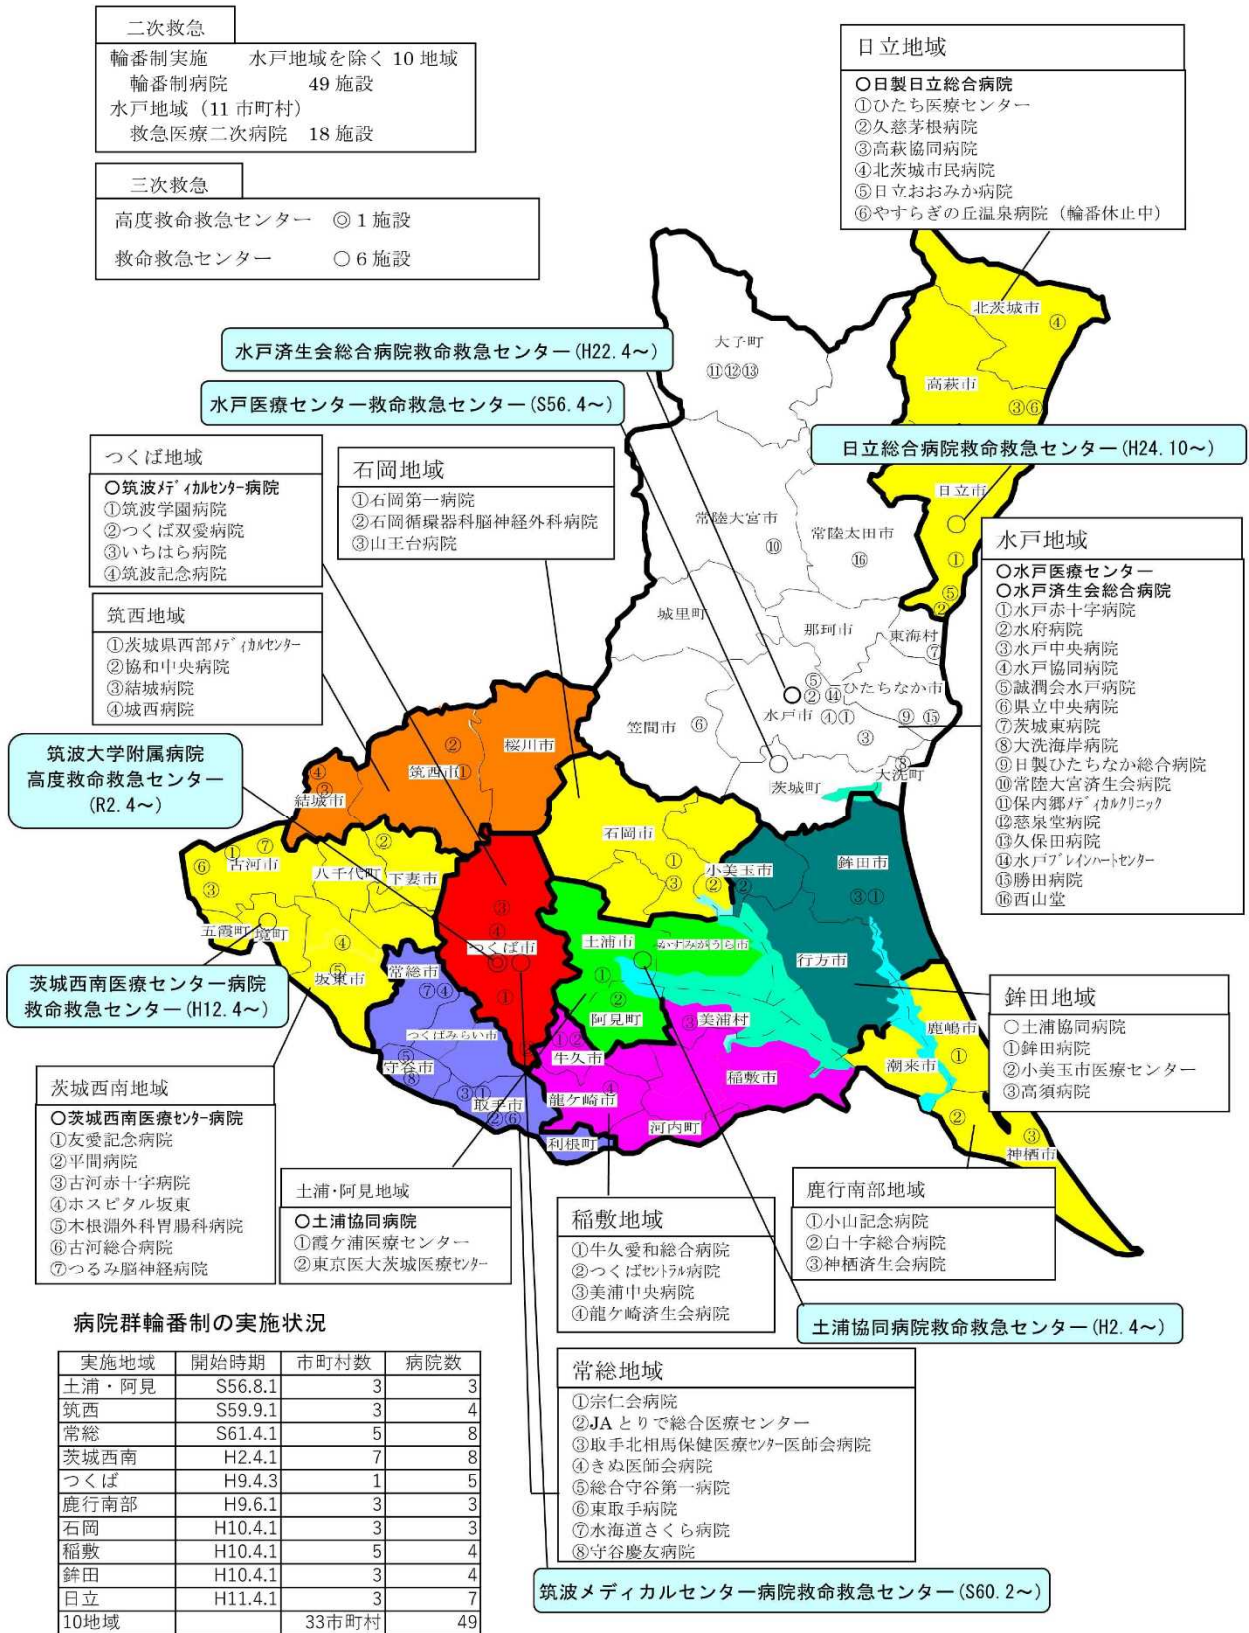 二次救急
輪番制実施 水戸地域を除く 10 地域
輪番制病院 49 施設
水戸地域（11 市町村）
救急医療二次病院 18 施設
三次救急
高度救命救急センター ◎ 1 施設
救命救急センター 〇 6 施設
日立地域
〇日製日立総合病院
①ひたち医療センター
②久慈茅根病院
③高萩協同病院
④北茨城市民病院
⑤日立おおみか病院
⑥やすらぎの丘温泉病院（輪番休止中）
水戸済生会総合病院救命救急センター(H22.4～)
水戸医療センター救命救急センター(S56.4～)
日立総合病院救命救急センター(H24.10～)
つくば地域
〇筑波ﾒﾃﾞｨｶﾙｾﾝﾀｰ病院
①筑波学園病院
②つくば双愛病院
③いちはら病院
④筑波記念病院
石岡地域
①石岡第一病院
②石岡循環器科脳神経外科病院
③山王台病院
筑西地域
①茨城県西部ﾒﾃﾞｨｶﾙｾﾝﾀｰ
②協和中央病院
③結城病院
④城西病院
水戸地域
〇水戸医療センター
〇水戸済生会総合病院
①水戸赤十字病院
②水府病院
③水戸中央病院
④水戸協同病院
⑤誠潤会水戸病院
⑥県立中央病院
⑦茨城東病院
⑧大洗海岸病院
⑨日製ひたちなか総合病院
⑩常陸大宮済生会病院
⑪保内郷ﾒﾃﾞｨｶﾙｸﾘﾆｯｸ
⑫慈泉堂病院
⑬久保田病院
⑭水戸ﾌﾞﾚｲﾝﾊｰﾄｾﾝﾀｰ
⑮勝田病院
⑯西山堂
筑波大学附属病院
高度救命救急センター
(R2.4～)
茨城西南医療センター病院
救命救急センター(H12.4～)
北茨城市
④
大子町
⑪⑫⑬
高萩市
③⑥
日立市
①
⑤
②
常陸大宮市
⑩
常陸太田市
⑯
城里町
那珂市
東海村
⑦
⑤
②⑭
ひたちなか市
水戸市
④①
⑨ ⑮
③
笠間市
⑥
⑧
大洗町
茨城町
桜川市
②
筑西市
①
④
③
結城市
石岡市
①
③
小美玉市
②
②
鉾田市
③①
⑦
①
古河市
⑥
③
②
八千代町
下妻市
五霞町
境町
④
⑤
坂東市
③
④
つくば市
①
土浦市
かすみがうら市
①
②
阿見町
行方市
常総市
⑦④
つくばみらい市
⑤
守谷市
⑧
③①
取手市
②⑥
利根町
②
①②
牛久市
③
美浦村
稲敷市
④
龍ケ崎市
河内町
鹿嶋市
①
潮来市
②
③
神栖市
鉾田地域
〇土浦協同病院
①鉾田病院
②小美玉市医療センター
③高須病院
茨城西南地域
〇茨城西南医療ｾﾝﾀｰ病院
①友愛記念病院
②平間病院
③古河赤十字病院
④ホスピタル坂東
⑤木根淵外科胃腸科病院
⑥古河総合病院
⑦つるみ脳神経病院
土浦・阿見地域
〇土浦協同病院
①霞ケ浦医療センター
②東京医大茨城医療ｾﾝﾀｰ
稲敷地域
①牛久愛和総合病院
②つくばｾﾝﾄﾗﾙ病院
③美浦中央病院
④龍ケ崎済生会病院
鹿行南部地域
①小山記念病院
②白十字総合病院
③神栖済生会病院
土浦協同病院救命救急センター(H2.4～)
常総地域
①宗仁会病院
②JA とりで総合医療センター
③取手北相馬保健医療ｾﾝﾀｰ医師会病院
④きぬ医師会病院
⑤総合守谷第一病院
⑥東取手病院
⑦水海道さくら病院
⑧守谷慶友病院
筑波メディカルセンター病院救命救急センター(S60.2～)
病院群輪番制の実施状況
実施地域 開始時期 市町村数 病院数
土浦・阿見 S56.8.1 3 3
筑西 S59.9.1 3 4
常総 S61.4.1 5 8
茨城西南 H2.4.1 7 8
つくば H9.4.3 1 5
鹿行南部 H9.6.1 3 3
石岡 H10.4.1 3 3
稲敷 H10.4.1 5 4
鉾田 H10.4.1 3 4
日立 H11.4.1 3 7
10地域 33市町村 49